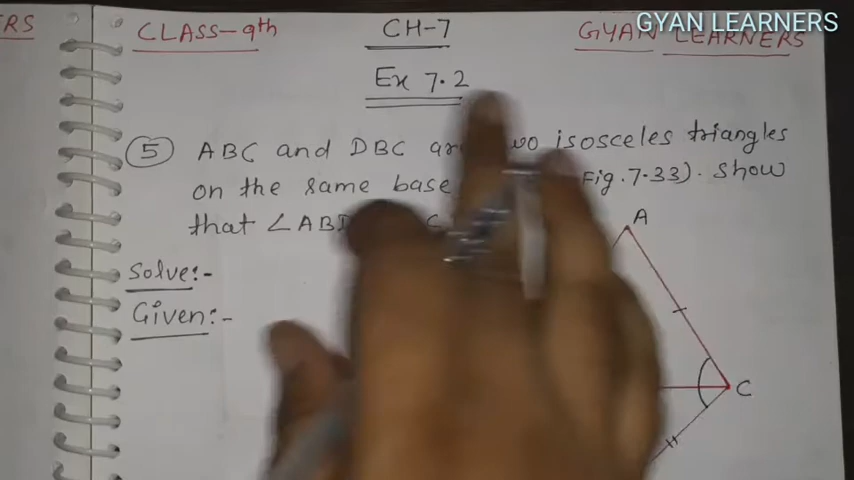 RS CLASS-9th CH-7 GYAN LEARNERS
GYAN LEARNERS
Ex 7.2
5 ABC and DBC are two isosceles triangles
on the same base Fig. 7.33). Show
that ∠ABD
Solve:-
Given:-
A
C